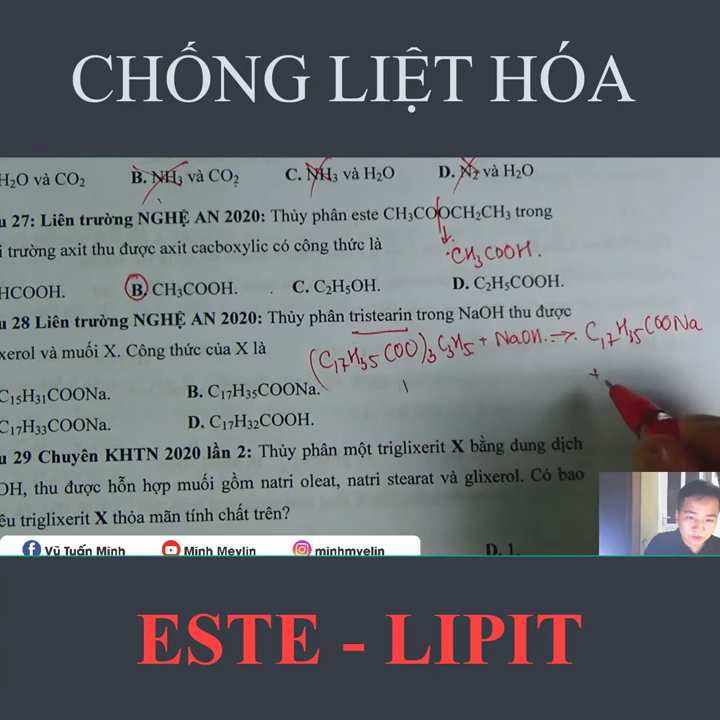 CHỐNG LIỆT HÓA
H₂O và CO₂ B. NH₃ và CO₂ C. NH₃ và H₂O D. N₂ và H₂O
u 27: Liên trường NGHỆ AN 2020: Thủy phân este CH₃COOCH₂CH₃ trong
i trường axit thu được axit cacboxylic có công thức là
CH₃COOH.
HCOOH. B. CH₃COOH. C. C₂H₅OH. D. C₂H₅COOH.
u 28 Liên trường NGHỆ AN 2020: Thủy phân tristearin trong NaOH thu được
xerol và muối X. Công thức của X là
(C₁₇H₃₅COO)₃C₃H₅ + NaOH → C₁₇H₃₅COONa
+
C₁₅H₃₁COONa. B. C₁₇H₃₅COONa.
C₁₇H₃₃COONa. D. C₁₇H₃₂COOH.
u 29 Chuyên KHTN 2020 lần 2: Thủy phân một triglixerit X bằng dung dịch
OH, thu được hỗn hợp muối gồm natri oleat, natri stearat và glixerol. Có bao
êu triglixerit X thỏa mãn tính chất trên?
D. 1.
Vũ Tuấn Minh Minh Meylin minhmyelin
ESTE - LIPIT